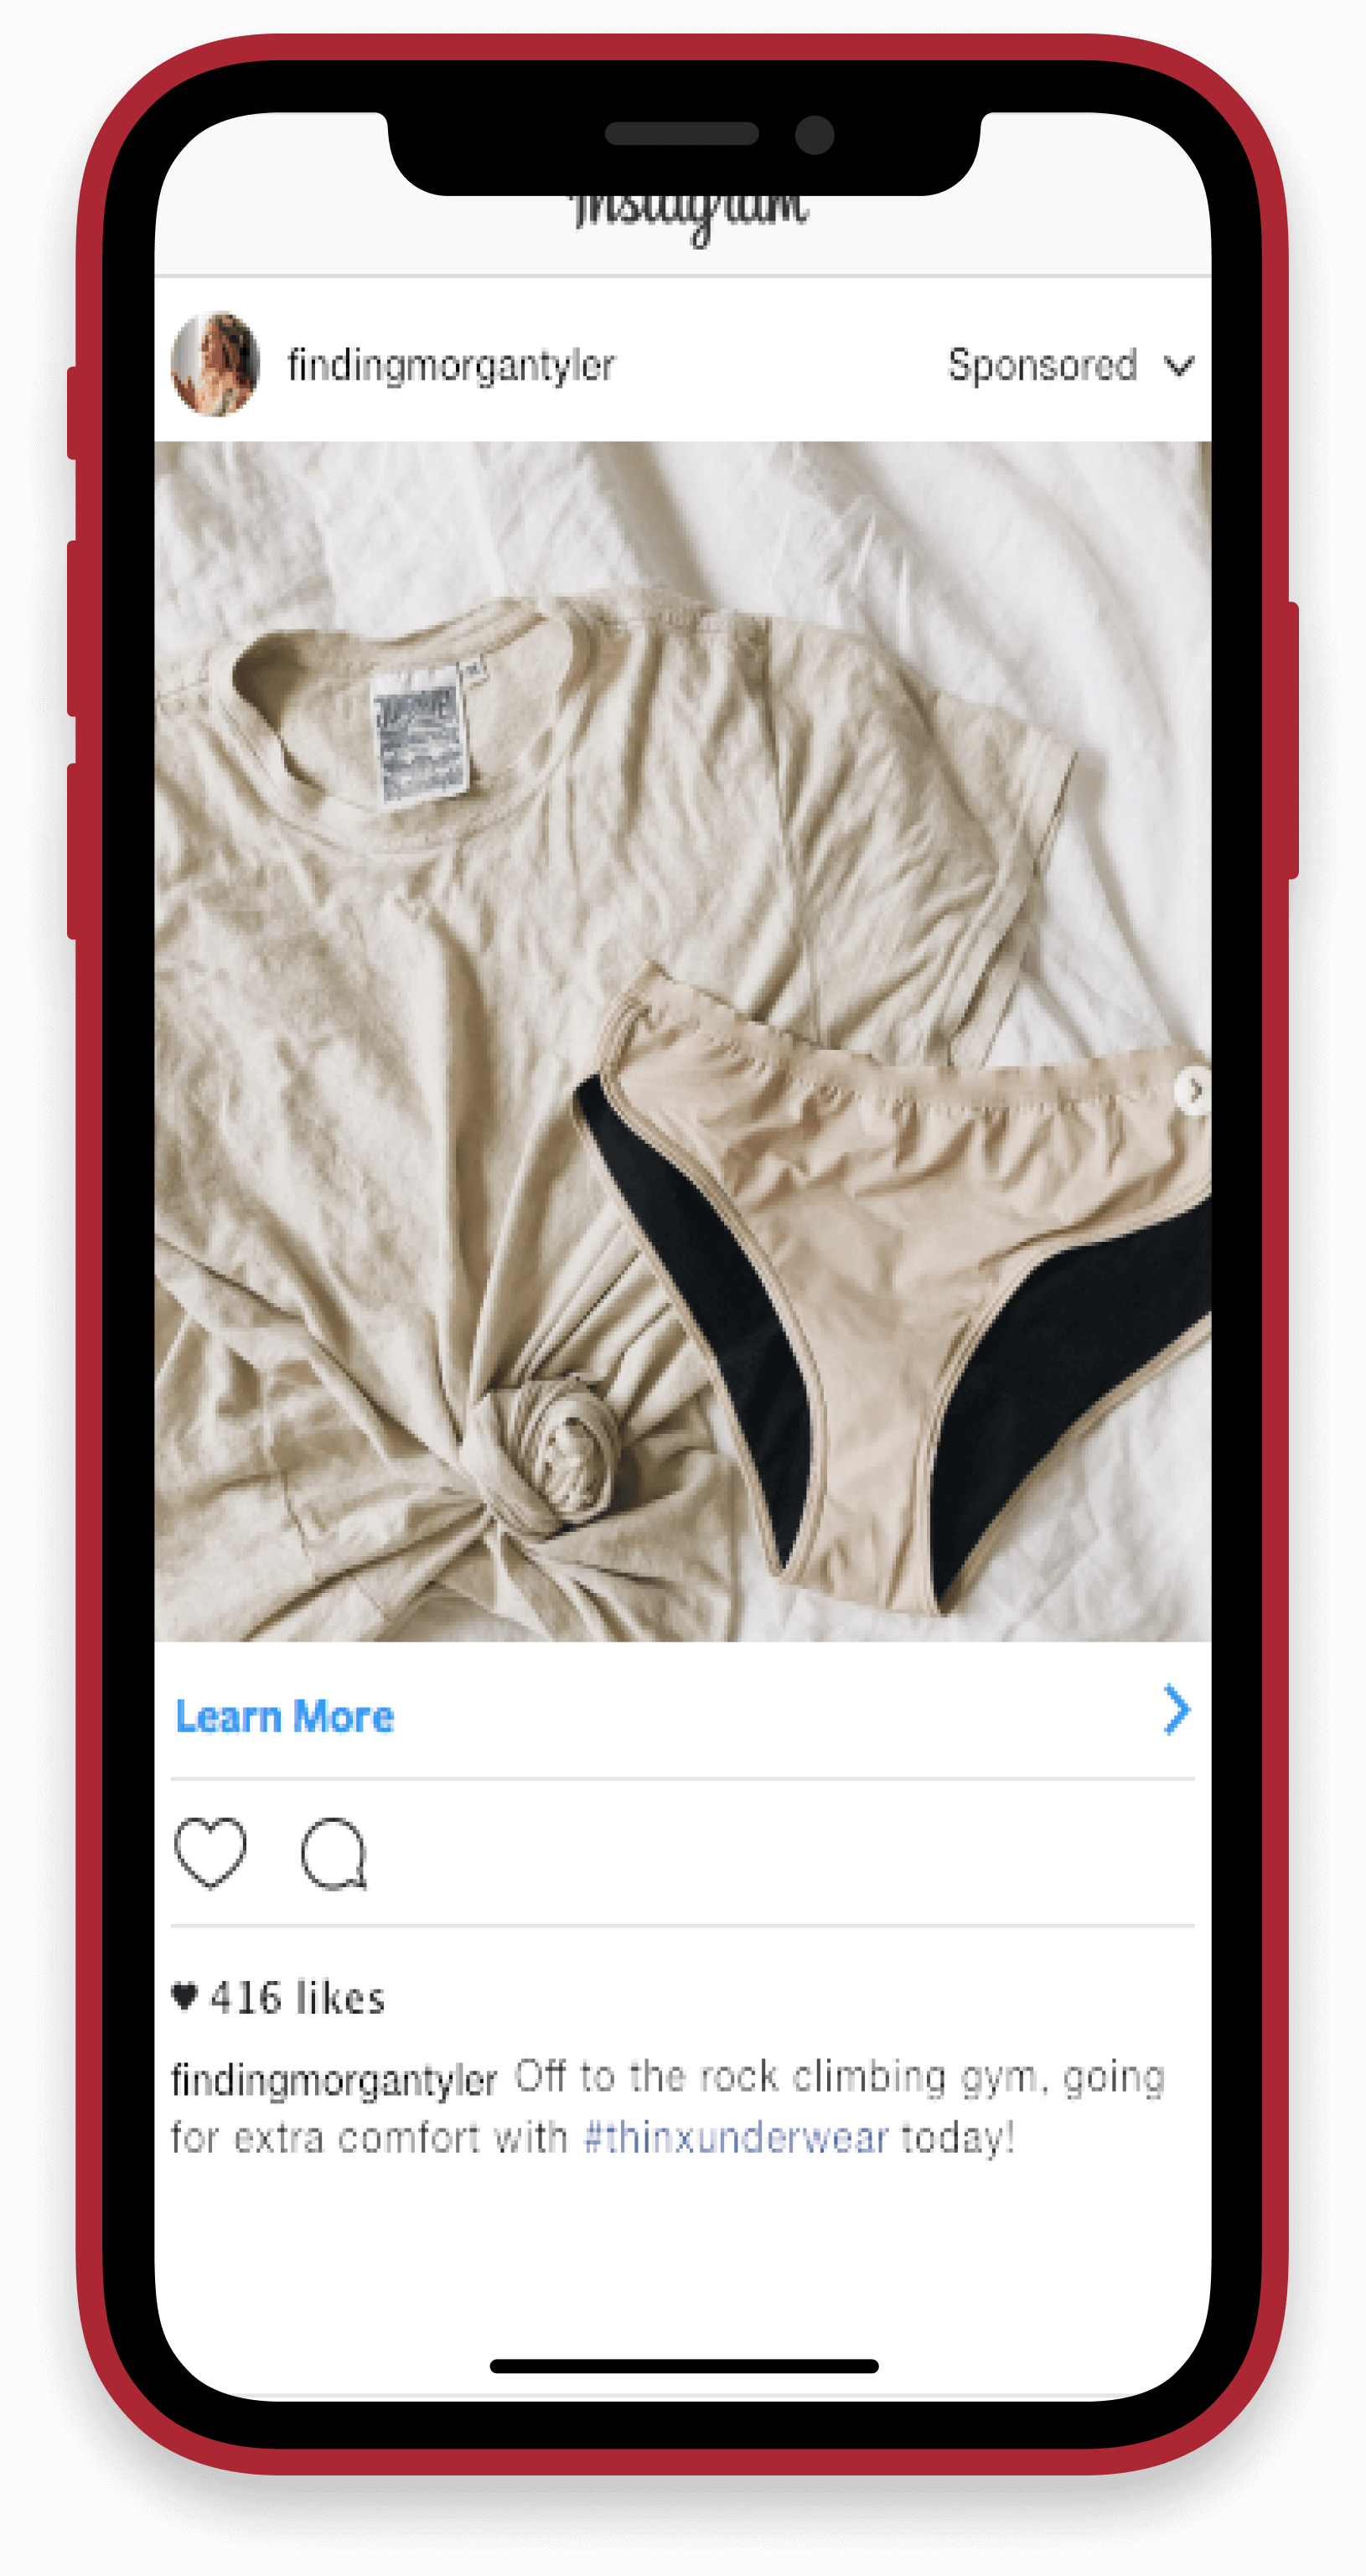 Instagram
findingmorgantyler
Sponsored
Learn More
416 likes
findingmorgantyler Off to the rock climbing gym, going
for extra comfort with #thinxunderwear today!